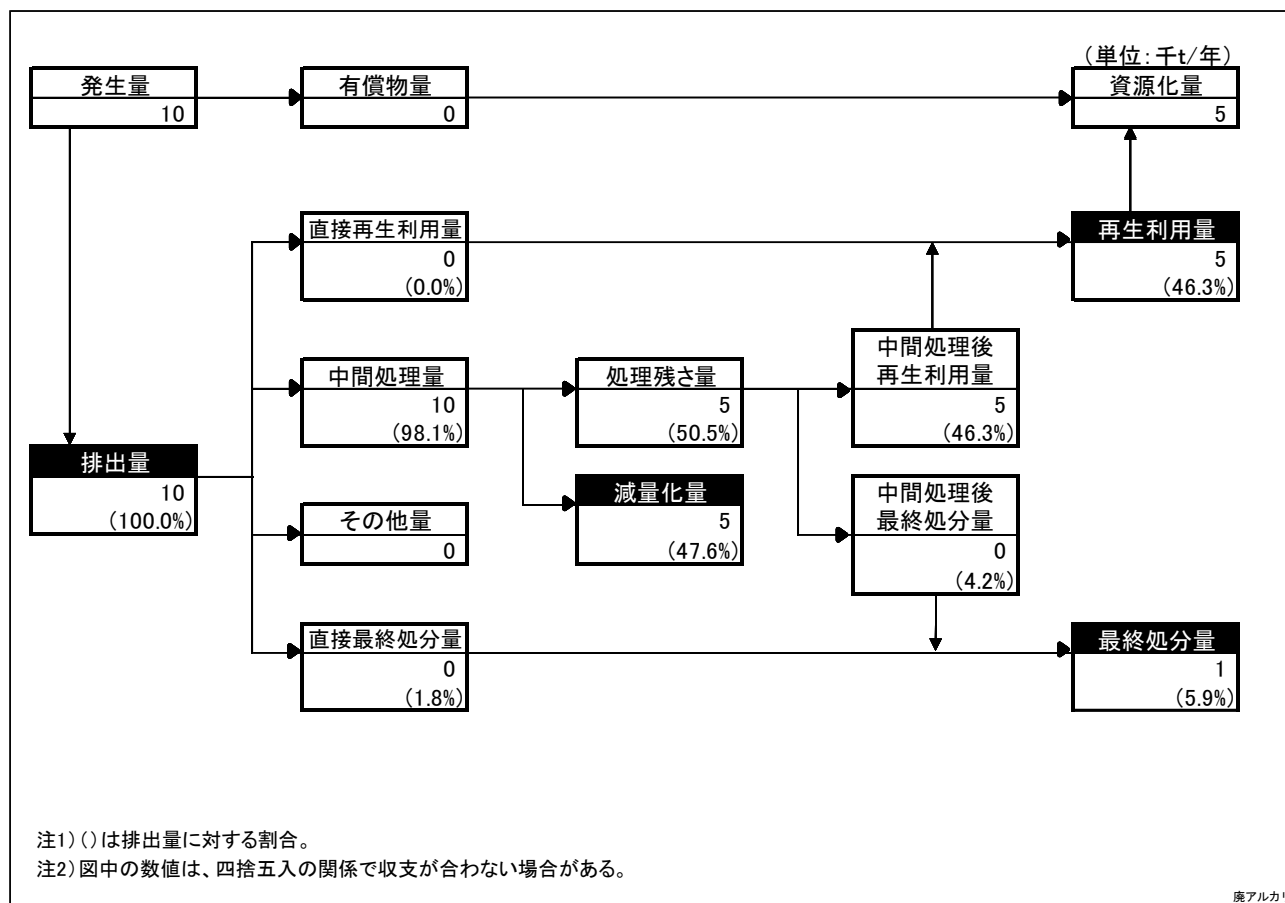 (単位:千t/年)
発生量
10
有償物量
0
資源化量
5
直接再生利用量
0
(0.0%)
再生利用量
5
(46.3%)
中間処理量
10
(98.1%)
処理残さ量
5
(50.5%)
中間処理後
再生利用量
5
(46.3%)
排出量
10
(100.0%)
減量化量
5
(47.6%)
中間処理後
最終処分量
0
(4.2%)
その他量
0
直接最終処分量
0
(1.8%)
最終処分量
1
(5.9%)
注1)()は排出量に対する割合。
注2)図中の数値は、四捨五入の関係で収支が合わない場合がある。
廃アルカリ